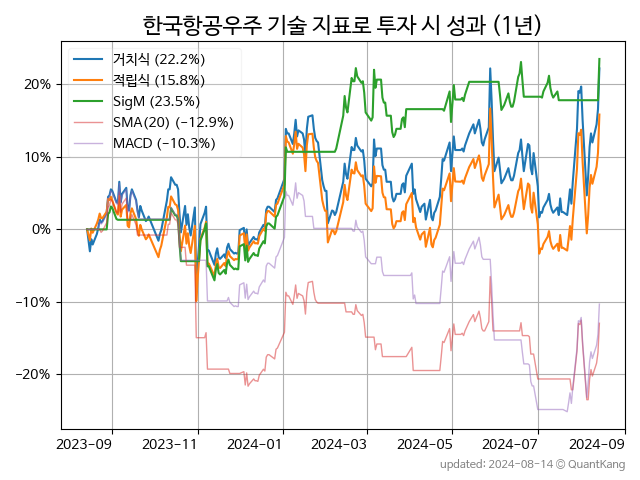 한국항공우주 기술 지표로 투자 시 성과 (1년)
거치식 (22.2%)
적립식 (15.8%)
SigM (23.5%)
SMA(20) (−12.9%)
MACD (−10.3%)
20%
10%
0%
−10%
−20%
2023-09 2023-11 2024-01 2024-03 2024-05 2024-07 2024-09
updated: 2024-08-14 © QuantKang